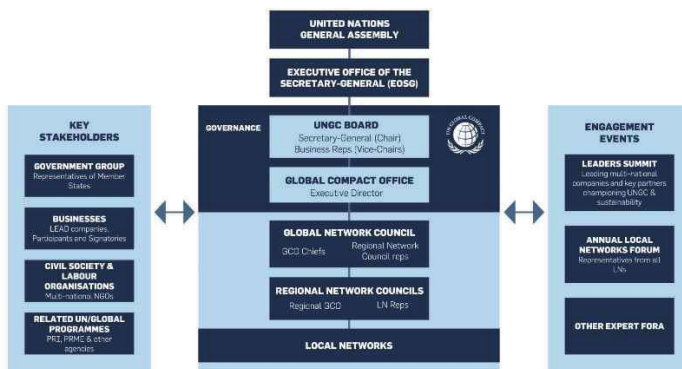 UNITED NATIONS
GENERAL ASSEMBLY
EXECUTIVE OFFICE OF THE
SECRETARY-GENERAL (EOSG)
KEY
STAKEHOLDERS
GOVERNMENT GROUP
Representatives of Member
States
BUSINESSES
LEAD companies,
Participants and Signatories
CIVIL SOCIETY &
LABOUR
ORGANISATIONS
Multi-national NGOs
RELATED UN/GLOBAL
PROGRAMMES
PRI, PRME & other
agencies
GOVERNANCE
UNGC BOARD
Secretary-General (Chair)
Business Reps (Vice-Chairs)
THE GLOBAL COMPACT
GLOBAL COMPACT OFFICE
Executive Director
GLOBAL NETWORK COUNCIL
GCO Chiefs
Regional Network
Council reps
REGIONAL NETWORK COUNCILS
Regional GCO
LN Reps
LOCAL NETWORKS
ENGAGEMENT
EVENTS
LEADERS SUMMIT
Leading multi-national
companies and key partners
championing UNGC &
sustainability
ANNUAL LOCAL
NETWORKS FORUM
Representatives from all
LNs
OTHER EXPERT FORA